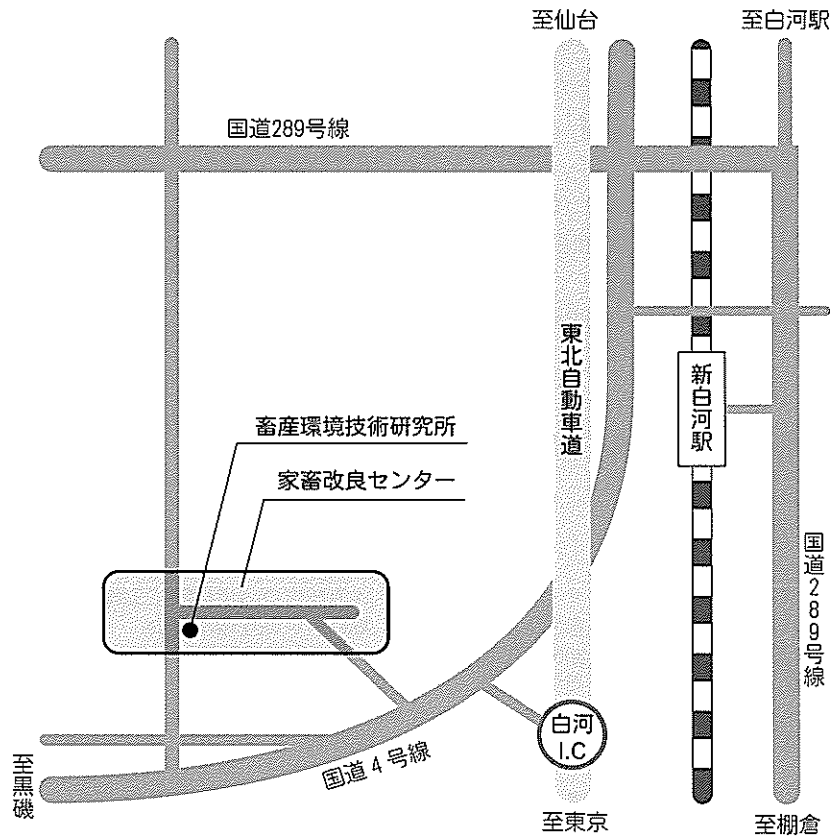 至仙台
至白河駅
国道289号線
東北自動車道
新白河駅
畜産環境技術研究所
家畜改良センター
国道289号線
白河
I.C
国道4号線
至黒磯
至東京
至棚倉